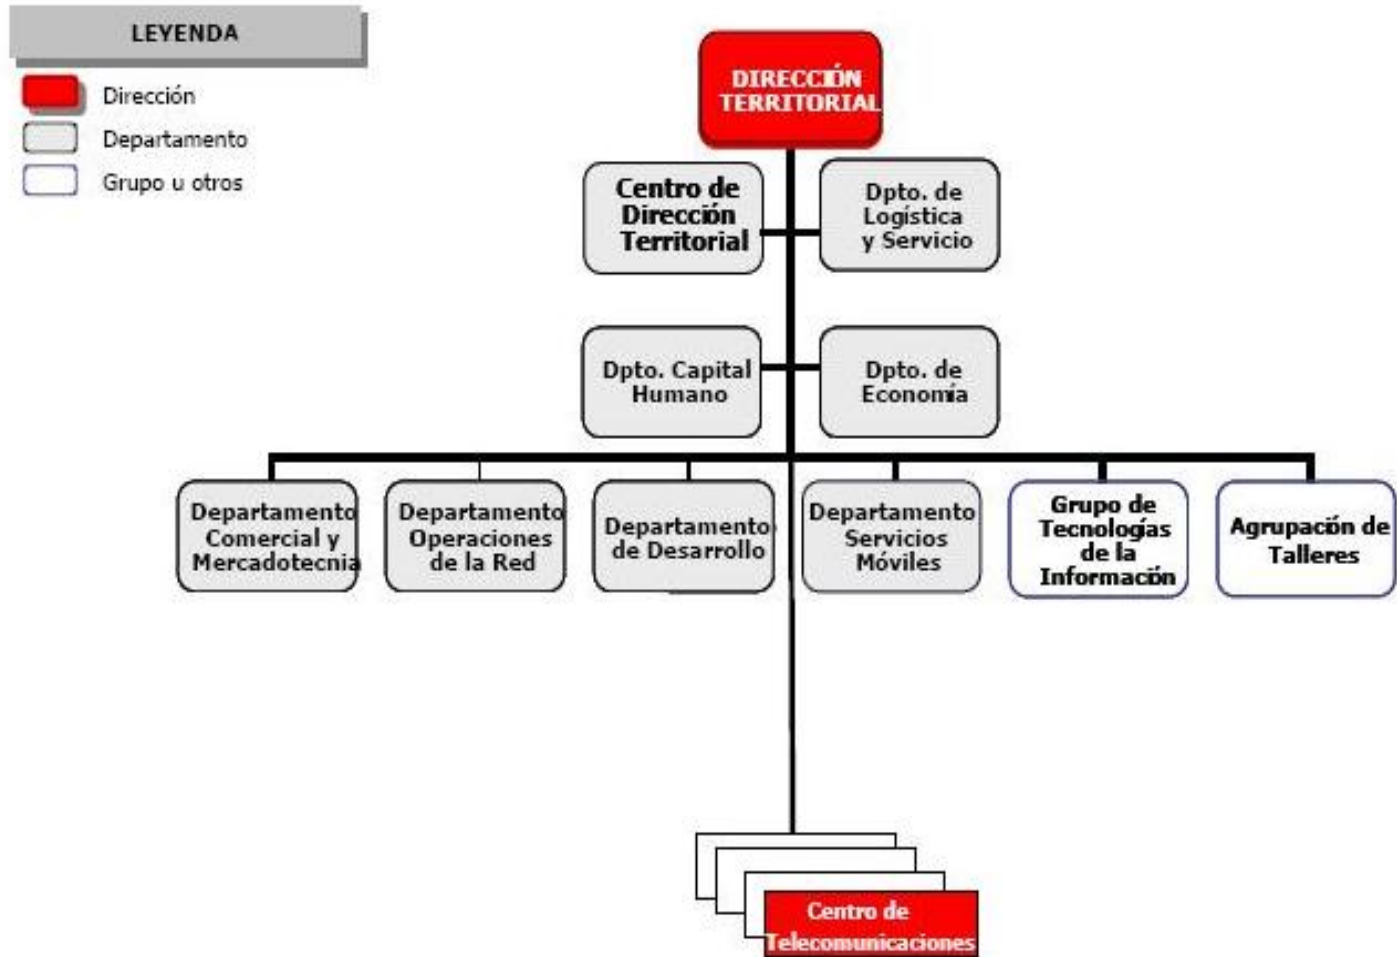 LEYENDA
Dirección
Departamento
Grupo u otros
DIRECCIÓN
TERRITORIAL
Centro de
Dirección
Territorial
Dpto. de
Logística
y Servicio
Dpto. Capital
Humano
Dpto. de
Economía
Departamento
Comercial y
Mercadotecnia
Departamento
Operaciones
de la Red
Departamento
de Desarrollo
Departamento
Servicios
Móviles
Grupo de
Tecnologías
de la
Información
Agrupación de
Talleres
Centro de
Telecomunicaciones